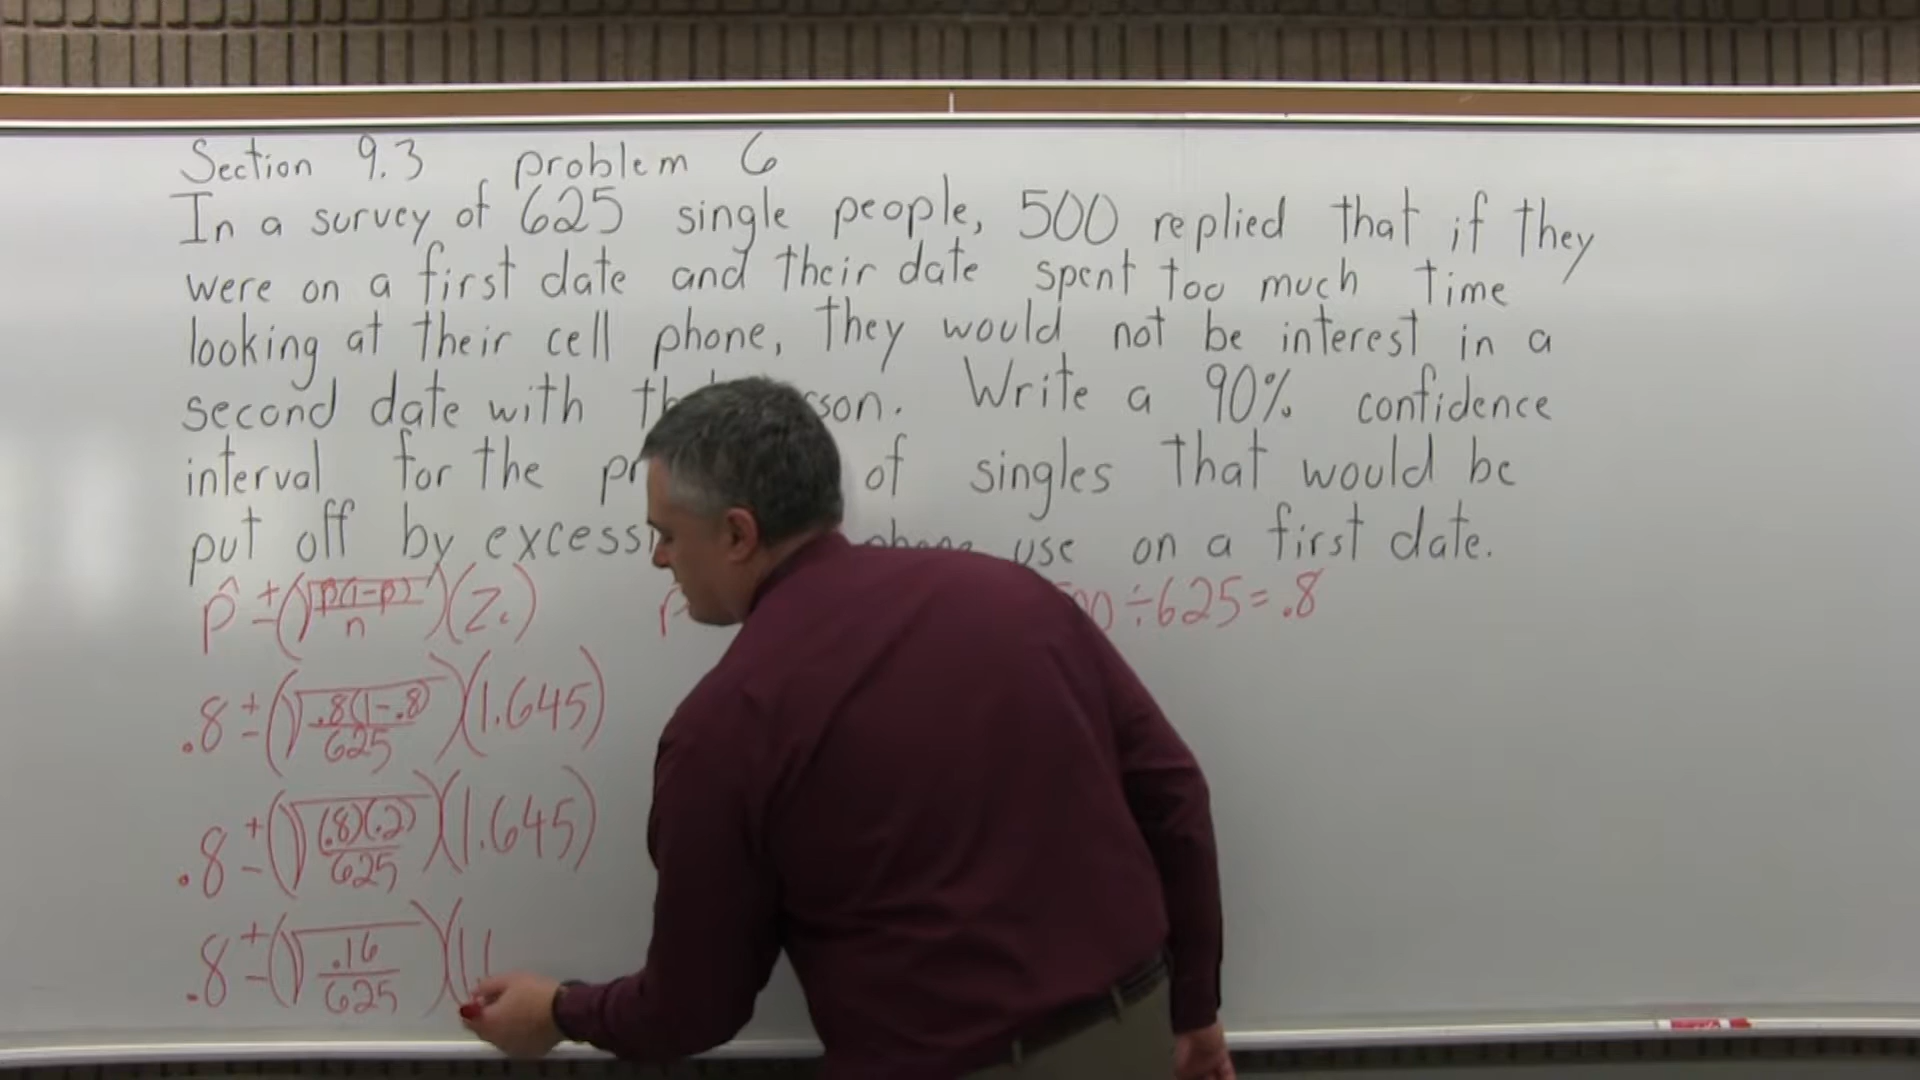 Section 9.3 problem 6
In a survey of 625 single people, 500 replied that if they
were on a first date and their date spent too much time
looking at their cell phone, they would not be interest in a
second date with son. Write a 90% confidence
interval for the of singles that would be
put off by use on a first date.
p̂ ± (√(p(1-p)/n)) (Z.) ÷625= .8
.8 ± (√(.8(1-.8)/625)) (1.645)
.8 ± (√((.8)(.2)/625)) (1.645)
.8 ± (√(.16/625)) (1